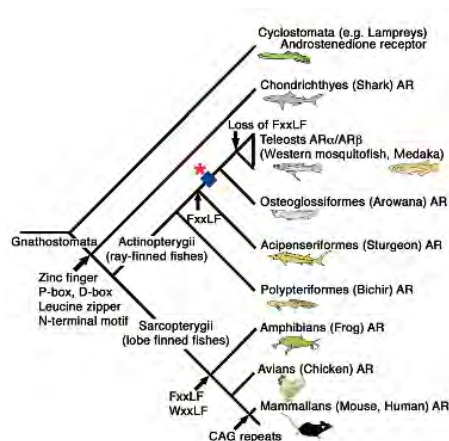 Cyclostomata (e.g. Lampreys)
Androstenedione receptor
Chondrichthyes (Shark) AR
Loss of FxxLF
Teleosts ARα/ARβ
(Western mosquitofish, Medaka)
*
FxxLF
Osteoglossiformes (Arowana) AR
Gnathostomata
Actinopterygii
(ray-finned fishes)
Acipenseriformes (Sturgeon) AR
Zinc finger
P-box, D-box
Leucine zipper
N-terminal motif
Polypteriformes (Bichir) AR
Sarcopterygii
(lobe finned fishes)
Amphibians (Frog) AR
FxxLF
WxxLF
Avians (Chicken) AR
Mammalians (Mouse, Human) AR
CAG repeats